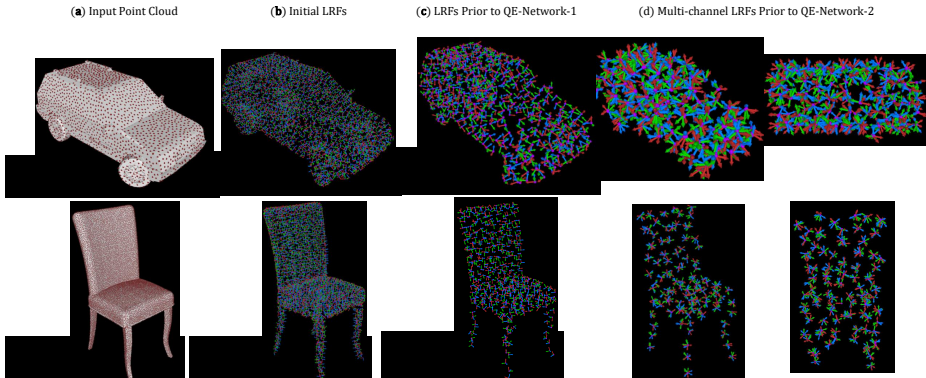 (a) Input Point Cloud
(b) Initial LRFs
(c) LRFs Prior to QE-Network-1
(d) Multi-channel LRFs Prior to QE-Network-2